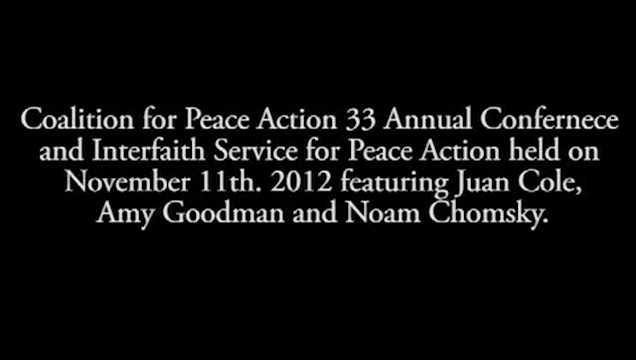 Coalition for Peace Action 33 Annual Confernece
and Interfaith Service for Peace Action held on
November 11th. 2012 featuring Juan Cole,
Amy Goodman and Noam Chomsky.